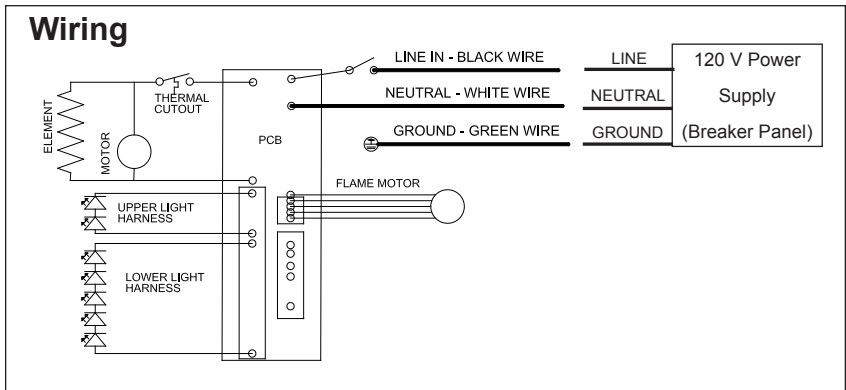 Wiring
LINE IN - BLACK WIRE
LINE
120 V Power
NEUTRAL - WHITE WIRE
NEUTRAL
Supply
GROUND - GREEN WIRE
GROUND
(Breaker Panel)
THERMAL
CUTOUT
ELEMENT
MOTOR
PCB
FLAME MOTOR
UPPER LIGHT
HARNESS
LOWER LIGHT
HARNESS